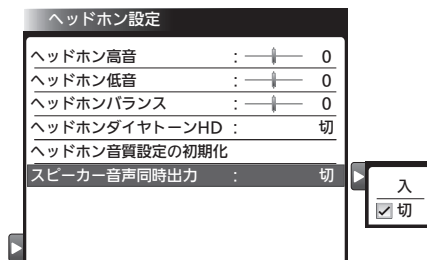 ヘッドホン設定
ヘッドホン高音 : 0
ヘッドホン低音 : 0
ヘッドホンバランス : 0
ヘッドホンダイヤトーンHD : 切
ヘッドホン音質設定の初期化
スピーカー音声同時出力 : 切
入
切